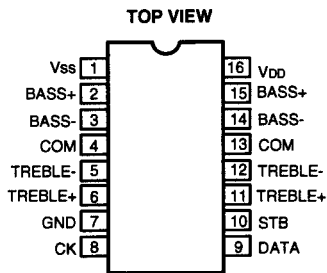 TOP VIEW
Vss 1 16 VDD
BASS+ 2 15 BASS+
BASS- 3 14 BASS-
COM 4 13 COM
TREBLE- 5 12 TREBLE-
TREBLE+ 6 11 TREBLE+
GND 7 10 STB
CK 8 9 DATA